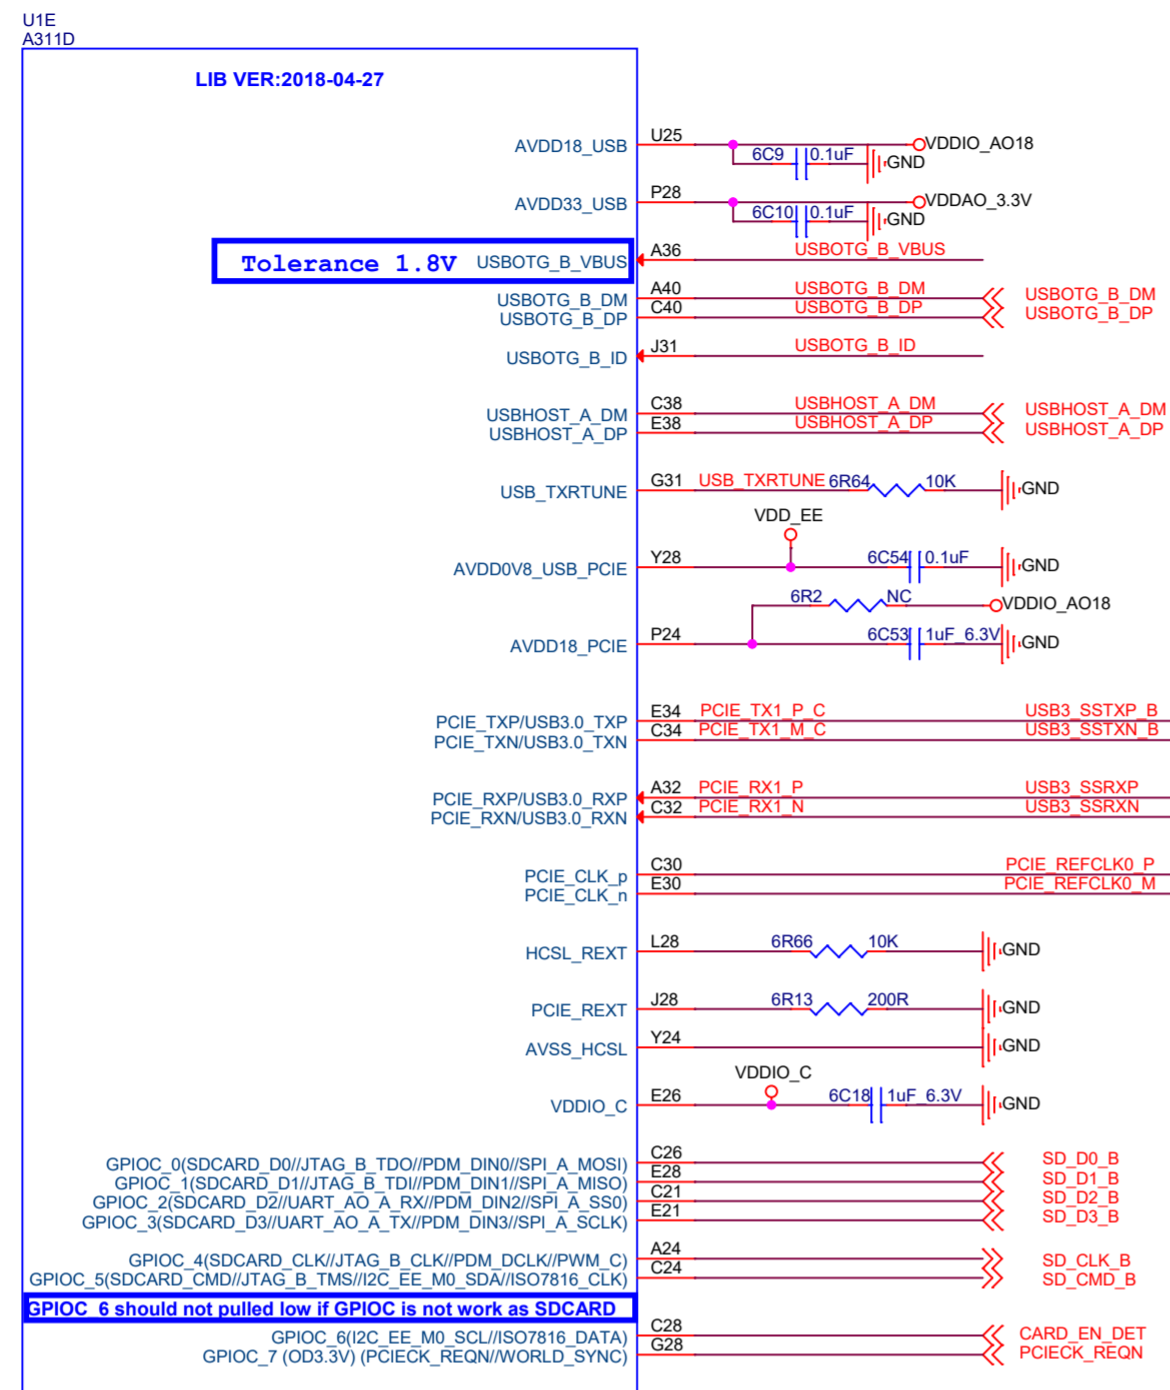 U1E
A311D
LIB VER:2018-04-27
AVDD18_USB U25 6C9 0.1uF GND VDDIO_AO18
AVDD33_USB P28 6C10 0.1uF GND VDDAO_3.3V
Tolerance 1.8V USBOTG_B_VBUS A36 USBOTG_B_VBUS
USBOTG_B_DM A40 USBOTG_B_DM USBOTG_B_DM
USBOTG_B_DP C40 USBOTG_B_DP USBOTG_B_DP
USBOTG_B_ID J31 USBOTG_B_ID
USBHOST_A_DM C38 USBHOST_A_DM USBHOST_A_DM
USBHOST_A_DP E38 USBHOST_A_DP USBHOST_A_DP
USB_TXRTUNE G31 USB_TXRTUNE 6R64 10K GND
VDD_EE
AVDD0V8_USB_PCIE Y28 6C54 0.1uF GND
6R2 NC VDDIO_AO18
AVDD18_PCIE P24 6C53 1uF_6.3V GND
PCIE_TXP/USB3.0_TXP E34 PCIE_TX1_P_C USB3_SSTXP_B
PCIE_TXN/USB3.0_TXN C34 PCIE_TX1_M_C USB3_SSTXN_B
PCIE_RXP/USB3.0_RXP A32 PCIE_RX1_P USB3_SSRXP
PCIE_RXN/USB3.0_RXN C32 PCIE_RX1_N USB3_SSRXN
PCIE_CLK_p C30 PCIE_REFCLK0_P
PCIE_CLK_n E30 PCIE_REFCLK0_M
HCSL_REXT L28 6R66 10K GND
PCIE_REXT J28 6R13 200R GND
AVSS_HCSL Y24 GND
VDDIO_C
VDDIO_C E26 6C18 1uF_6.3V GND
GPIOC_0(SDCARD_D0//JTAG_B_TDO//PDM_DIN0//SPI_A_MOSI) C26 SD_D0_B
GPIOC_1(SDCARD_D1//JTAG_B_TDI//PDM_DIN1//SPI_A_MISO) E28 SD_D1_B
GPIOC_2(SDCARD_D2//UART_AO_A_RX//PDM_DIN2//SPI_A_SS0) C21 SD_D2_B
GPIOC_3(SDCARD_D3//UART_AO_A_TX//PDM_DIN3//SPI_A_SCLK) E21 SD_D3_B
GPIOC_4(SDCARD_CLK//JTAG_B_CLK//PDM_DCLK//PWM_C) A24 SD_CLK_B
GPIOC_5(SDCARD_CMD//JTAG_B_TMS//I2C_EE_M0_SDA//ISO7816_CLK) C24 SD_CMD_B
GPIOC_6 should not pulled low if GPIOC is not work as SDCARD
GPIOC_6(I2C_EE_M0_SCL//ISO7816_DATA) C28 CARD_EN_DET
GPIOC_7 (OD3.3V) (PCIECK_REQN//WORLD_SYNC) G28 PCIECK_REQN